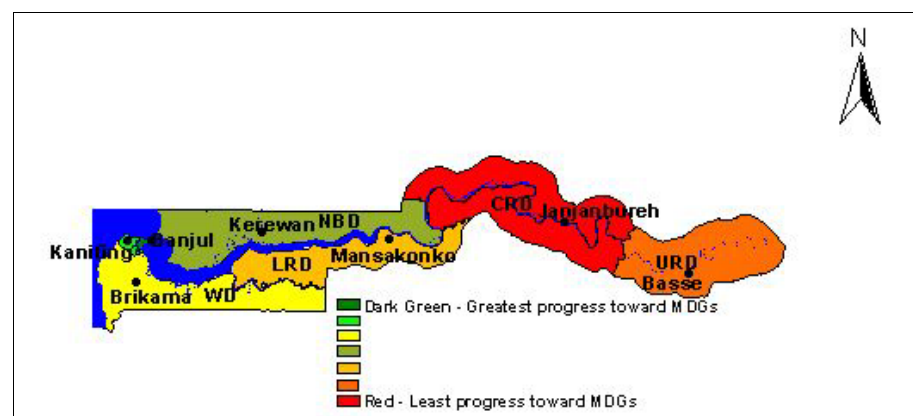 N
CRD
Janjanbureh
Kerewan
NBD
Kanifing
Banjul
Mansakonko
LRD
URD
Basse
Brikama
WD
Dark Green - Greatest progress toward MDGs
Red - Least progress toward MDGs